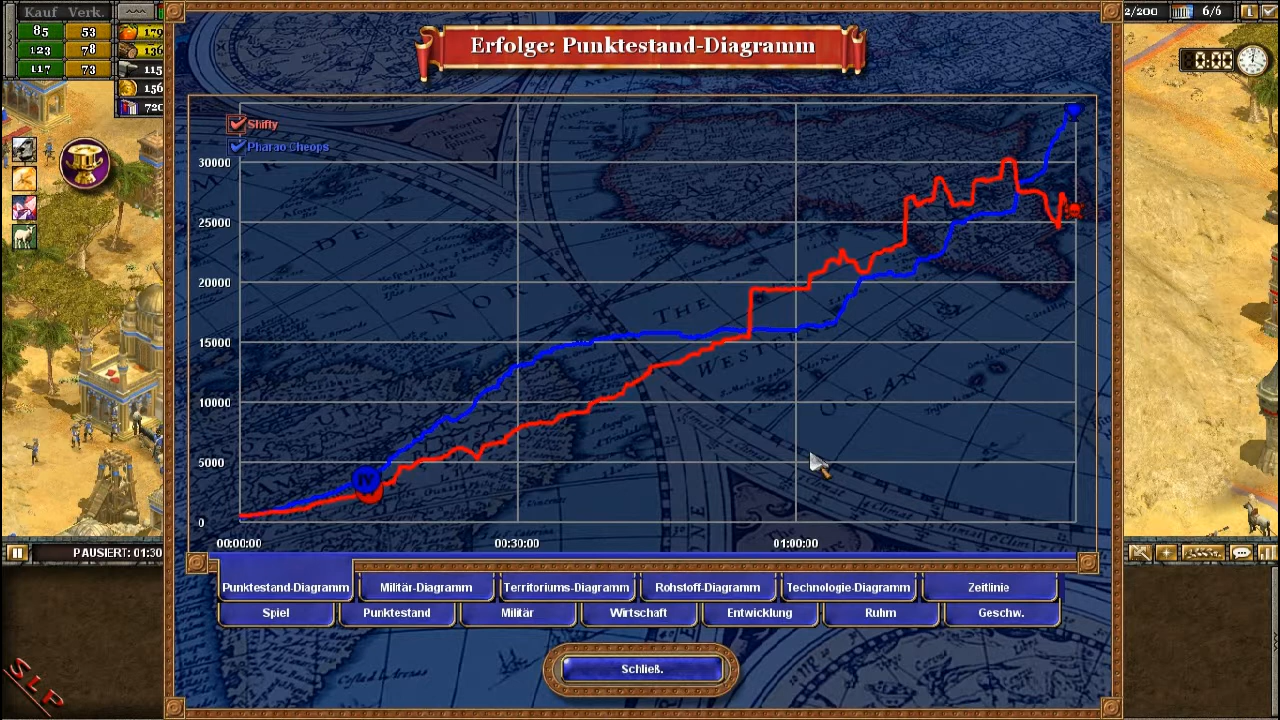 Kauf Verk.
85 53
123 78
117 73
179
136
115
156
720
2/200 6/6
0:00
Erfolge: Punktestand-Diagramm
Shifty
Pharao Cheops
30000
25000
20000
15000
10000
5000
0
IV
00:00:00 00:30:00 01:00:00
PAUSIERT: 01:30
Punktestand-Diagramm Militär-Diagramm Territoriums-Diagramm Rohstoff-Diagramm Technologie-Diagramm Zeitlinie
Spiel Punktestand Militär Wirtschaft Entwicklung Ruhm Geschw.
Schließ.
SLP